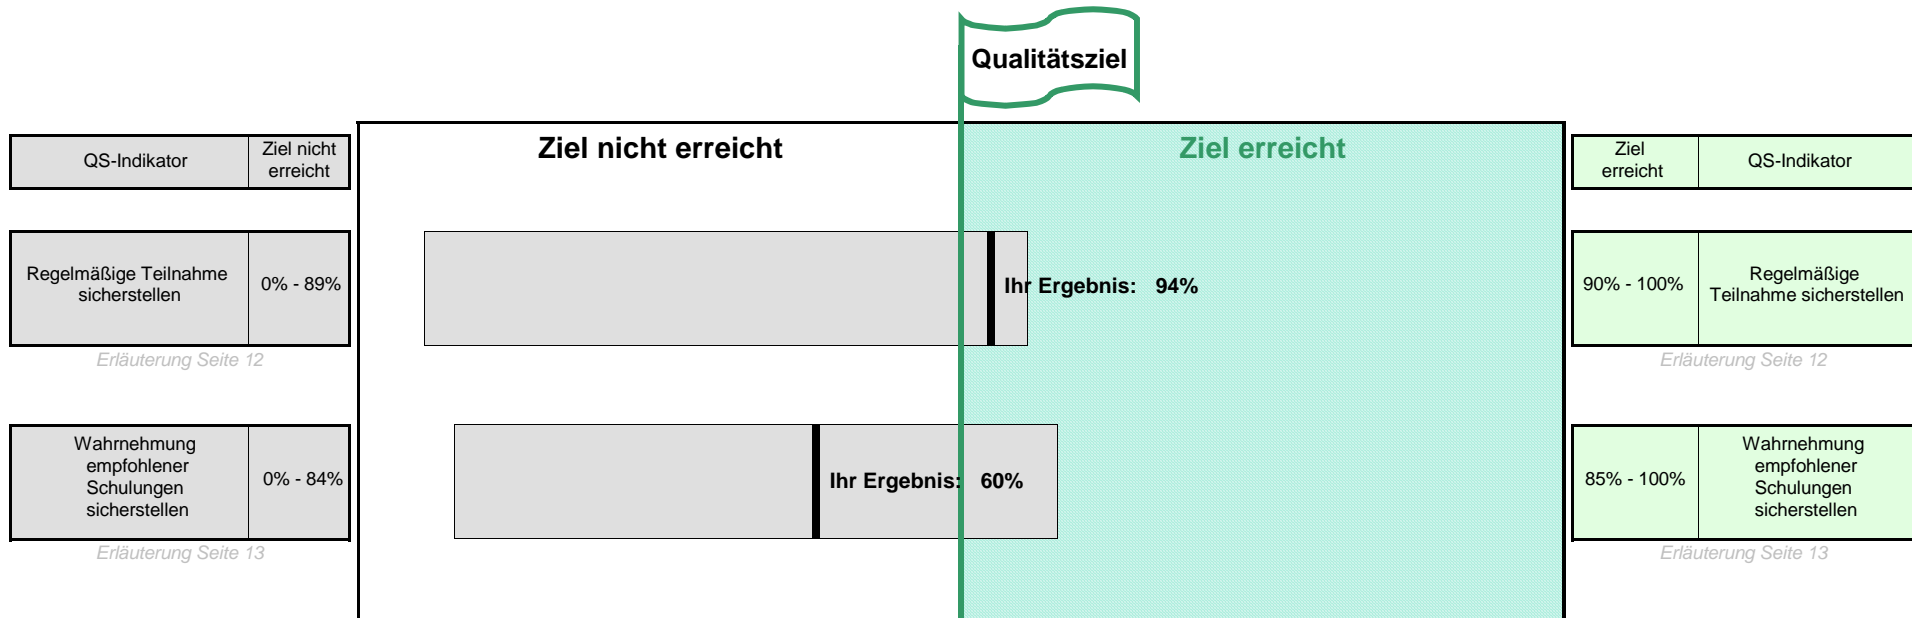 Qualitätsziel
QS-Indikator
Ziel nicht
erreicht
Ziel nicht erreicht
Ziel erreicht
Ziel
erreicht
QS-Indikator
Regelmäßige Teilnahme
sicherstellen
0% - 89%
Ihr Ergebnis: 94%
90% - 100%
Regelmäßige
Teilnahme sicherstellen
Erläuterung Seite 12
Erläuterung Seite 12
Wahrnehmung
empfohlener
Schulungen
sicherstellen
0% - 84%
Ihr Ergebnis: 60%
85% - 100%
Wahrnehmung
empfohlener
Schulungen
sicherstellen
Erläuterung Seite 13
Erläuterung Seite 13